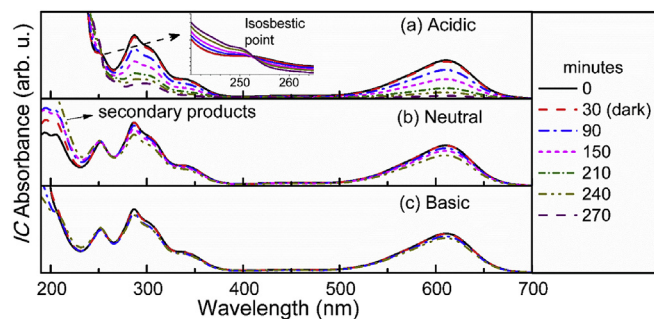 Isosbestic
point
250
260
(a) Acidic
secondary products
(b) Neutral
(c) Basic
IC Absorbance (arb. u.)
200 300 400 500 600 700
Wavelength (nm)
minutes
0
30 (dark)
90
150
210
240
270